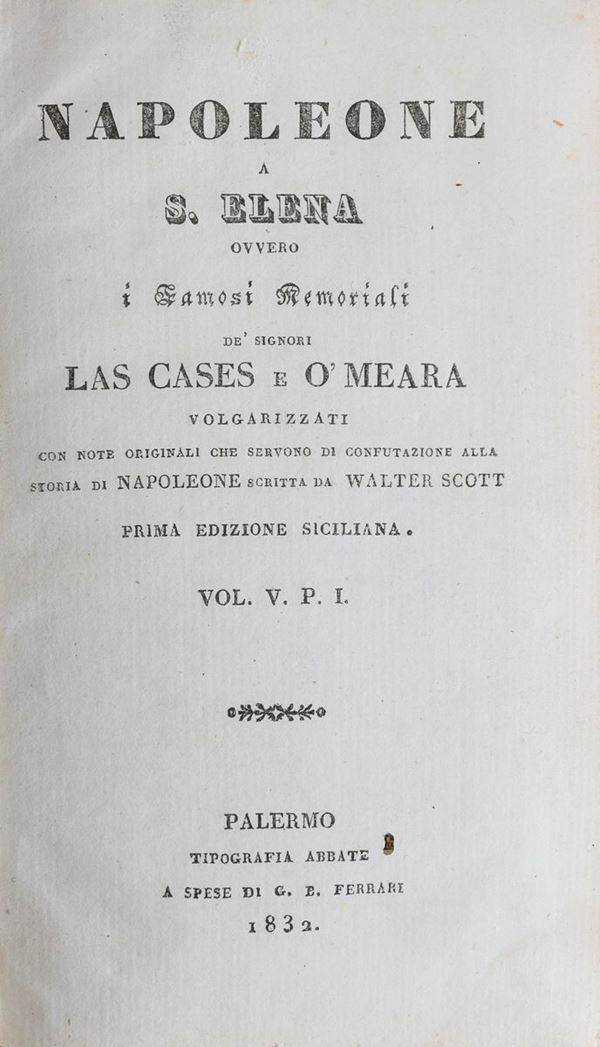 NAPOLEONE
A
S. ELENA
OVVERO
i Famosi Memoriali
DE' SIGNORI
LAS CASES E O'MEARA
VOLGARIZZATI
CON NOTE ORIGINALI CHE SERVONO DI CONFUTAZIONE ALLA
STORIA DI NAPOLEONE SCRITTA DA WALTER SCOTT
PRIMA EDIZIONE SICILIANA.
VOL. V. P. I.
PALERMO
TIPOGRAFIA ABBATE
A SPESE DI G. B. FERRARI
1832.